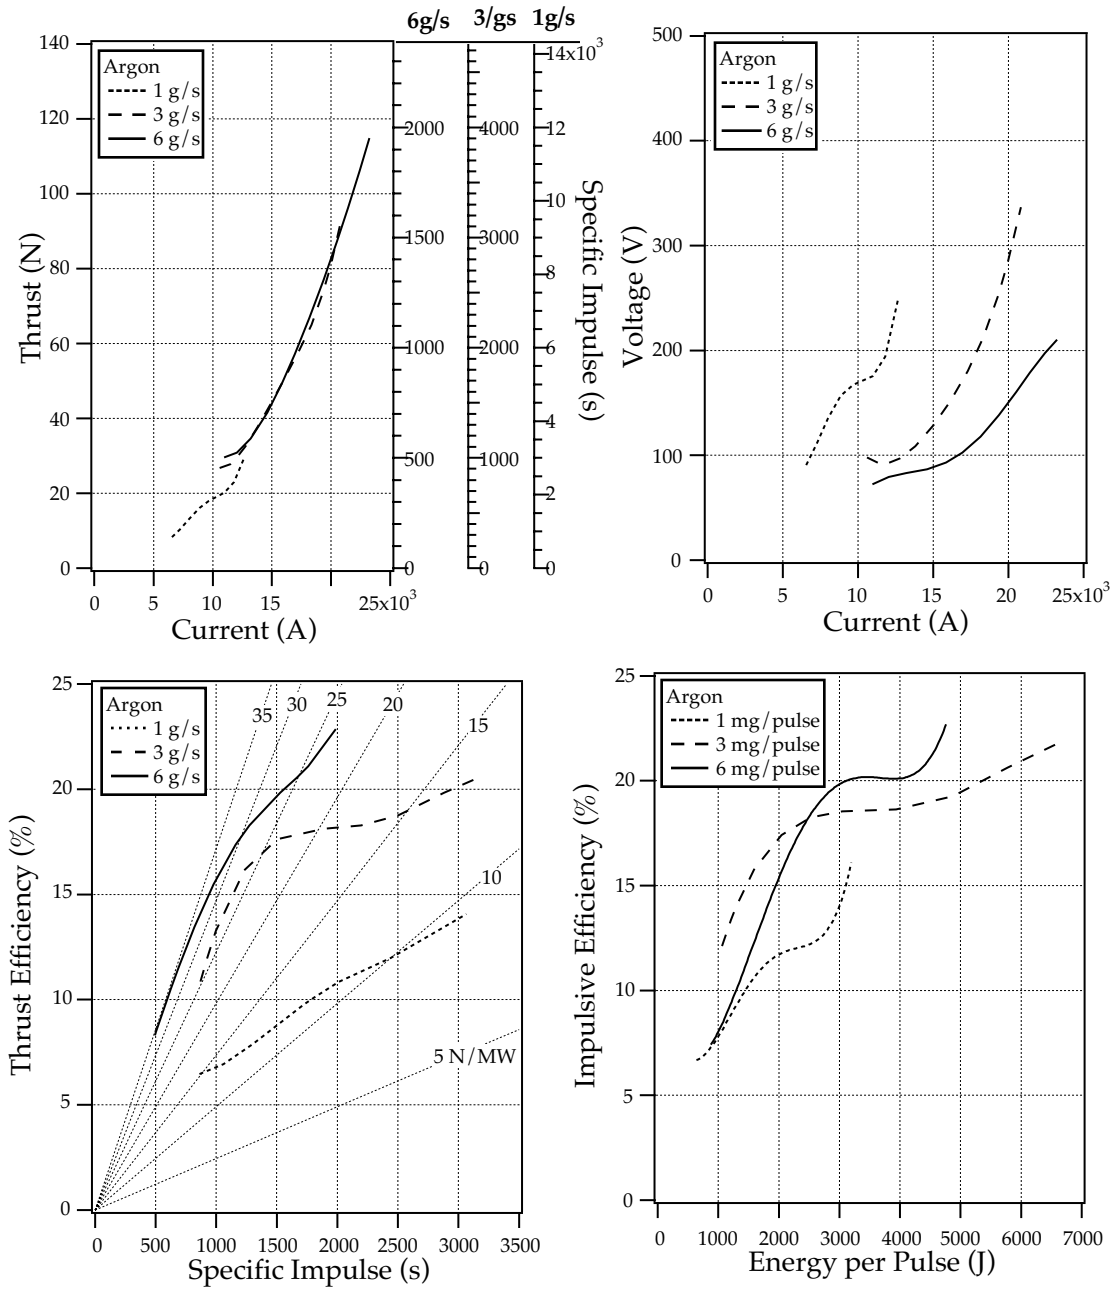 6g/s 3/gs 1g/s
140
120
100
80
60
40
20
0
Thrust (N)
Argon
1 g/s
3 g/s
6 g/s
0 5 10 15 25x10³
Current (A)
2000
1500
1000
500
0
4000
3000
2000
1000
0
14x10³
12
10
8
6
4
2
0
Specific Impulse (s)
500
400
300
200
100
0
Voltage (V)
Argon
1 g/s
3 g/s
6 g/s
0 5 10 15 20 25x10³
Current (A)
25
20
15
10
5
0
Thrust Efficiency (%)
Argon
1 g/s
3 g/s
6 g/s
35 30 25 20 15
10
5 N/MW
0 500 1000 1500 2000 2500 3000 3500
Specific Impulse (s)
25
20
15
10
5
0
Impulsive Efficiency (%)
Argon
1 mg/pulse
3 mg/pulse
6 mg/pulse
0 1000 2000 3000 4000 5000 6000 7000
Energy per Pulse (J)